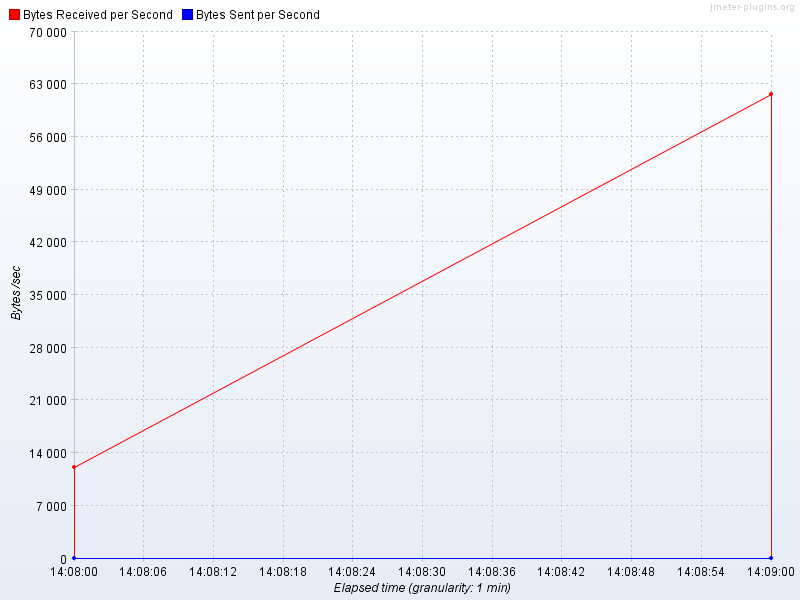 jmeter-plugins.org
Bytes Received per Second Bytes Sent per Second
70 000
63 000
56 000
49 000
42 000
35 000
28 000
21 000
14 000
7 000
0
Bytes /sec
14:08:00 14:08:06 14:08:12 14:08:18 14:08:24 14:08:30 14:08:36 14:08:42 14:08:48 14:08:54 14:09:00
Elapsed time (granularity: 1 min)